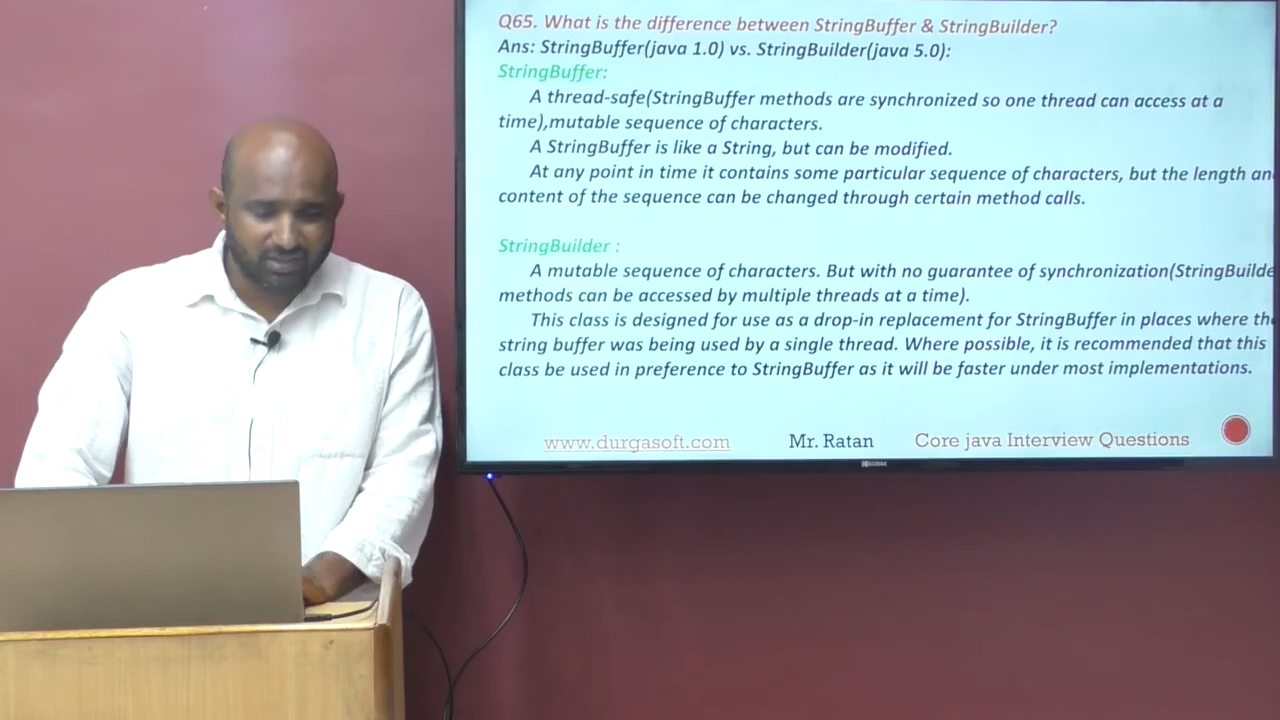 Q65. What is the difference between StringBuffer & StringBuilder?
Ans: StringBuffer(java 1.0) vs. StringBuilder(java 5.0):
StringBuffer:
A thread-safe(StringBuffer methods are synchronized so one thread can access at a
time),mutable sequence of characters.
A StringBuffer is like a String, but can be modified.
At any point in time it contains some particular sequence of characters, but the length an
content of the sequence can be changed through certain method calls.
StringBuilder :
A mutable sequence of characters. But with no guarantee of synchronization(StringBuilde
methods can be accessed by multiple threads at a time).
This class is designed for use as a drop-in replacement for StringBuffer in places where th
string buffer was being used by a single thread. Where possible, it is recommended that this
class be used in preference to StringBuffer as it will be faster under most implementations.
www.durgasoft.com Mr. Ratan Core java Interview Questions